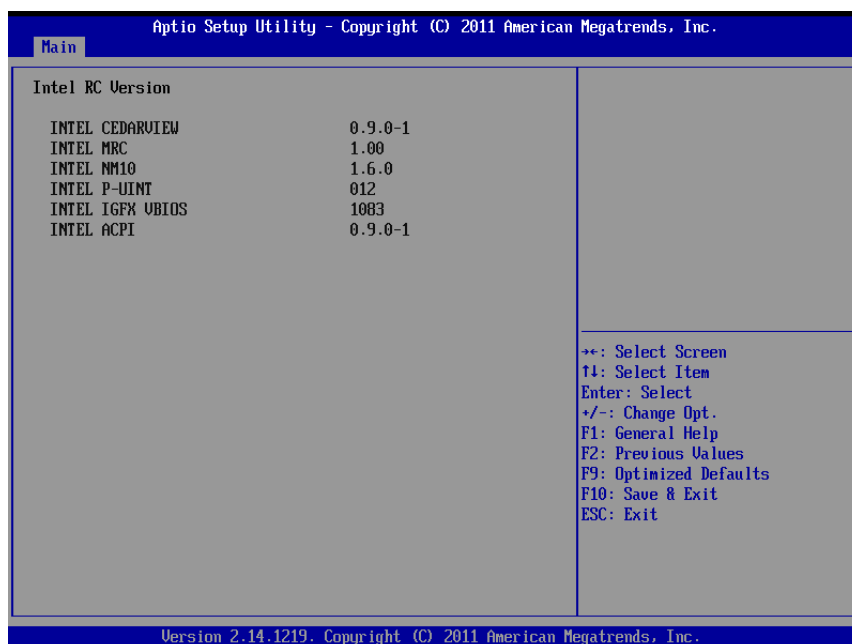 Aptio Setup Utility - Copyright (C) 2011 American Megatrends, Inc.
Main
Intel RC Version
INTEL CEDARVIEW 0.9.0-1
INTEL MRC 1.00
INTEL NM10 1.6.0
INTEL P-UINT 012
INTEL IGFX VBIOS 1083
INTEL ACPI 0.9.0-1
→←: Select Screen
↑↓: Select Item
Enter: Select
+/-: Change Opt.
F1: General Help
F2: Previous Values
F9: Optimized Defaults
F10: Save & Exit
ESC: Exit
Version 2.14.1219. Copyright (C) 2011 American Megatrends, Inc.